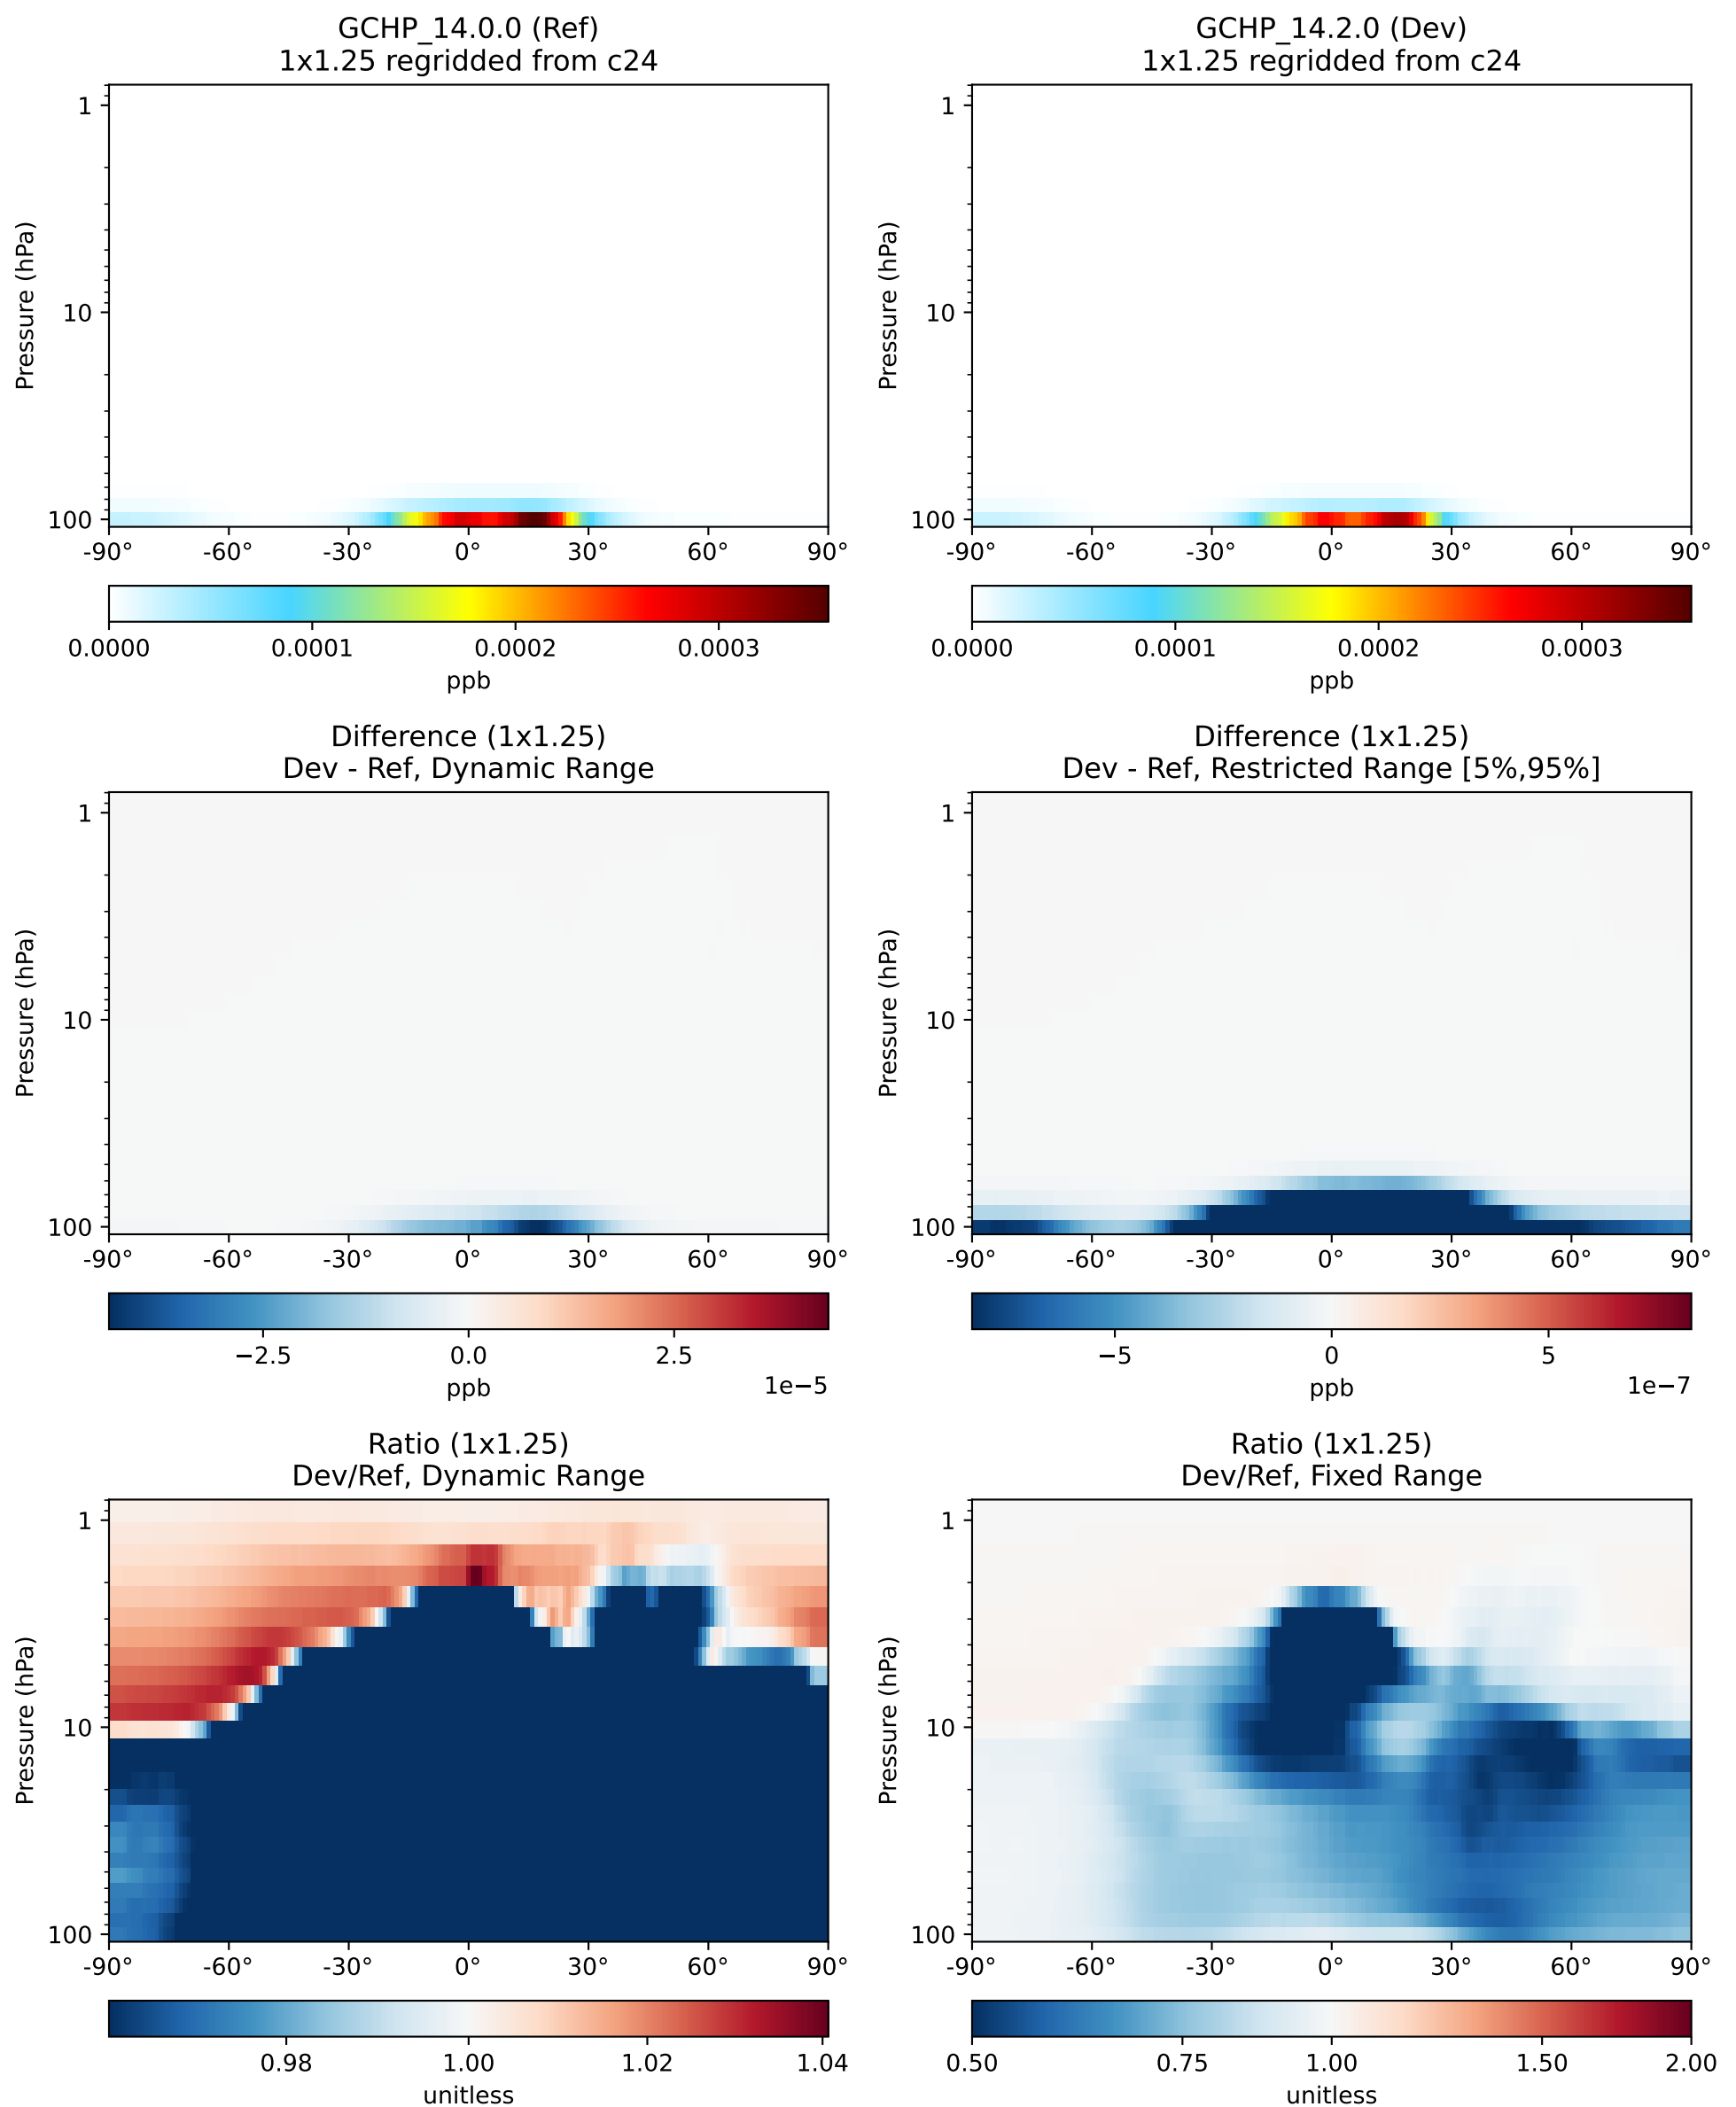 GCHP_14.0.0 (Ref)
1x1.25 regridded from c24
Pressure (hPa)
1
10
100
-90° -60° -30° 0° 30° 60° 90°
0.0000 0.0001 0.0002 0.0003
ppb
GCHP_14.2.0 (Dev)
1x1.25 regridded from c24
Pressure (hPa)
1
10
100
-90° -60° -30° 0° 30° 60° 90°
0.0000 0.0001 0.0002 0.0003
ppb
Difference (1x1.25)
Dev - Ref, Dynamic Range
Pressure (hPa)
1
10
100
-90° -60° -30° 0° 30° 60° 90°
−2.5 0.0 2.5
ppb
1e−5
Difference (1x1.25)
Dev - Ref, Restricted Range [5%,95%]
Pressure (hPa)
1
10
100
-90° -60° -30° 0° 30° 60° 90°
−5 0 5
ppb
1e−7
Ratio (1x1.25)
Dev/Ref, Dynamic Range
Pressure (hPa)
1
10
100
-90° -60° -30° 0° 30° 60° 90°
0.98 1.00 1.02 1.04
unitless
Ratio (1x1.25)
Dev/Ref, Fixed Range
Pressure (hPa)
1
10
100
-90° -60° -30° 0° 30° 60° 90°
0.50 0.75 1.00 1.50 2.00
unitless